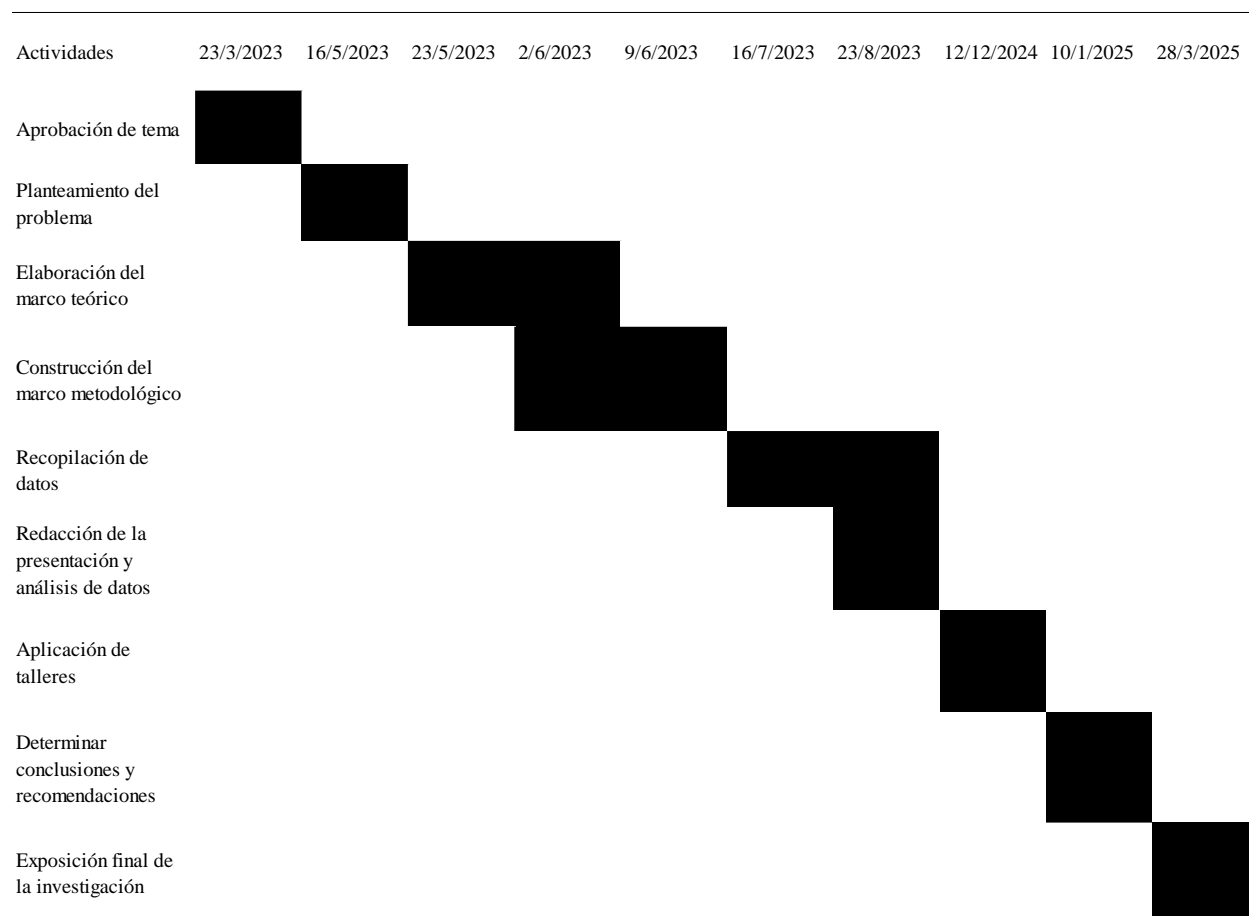 Actividades 23/3/2023 16/5/2023 23/5/2023 2/6/2023 9/6/2023 16/7/2023 23/8/2023 12/12/2024 10/1/2025 28/3/2025
Aprobación de tema
Planteamiento del
problema
Elaboración del
marco teórico
Construcción del
marco metodológico
Recopilación de
datos
Redacción de la
presentación y
análisis de datos
Aplicación de
talleres
Determinar
conclusiones y
recomendaciones
Exposición final de
la investigación